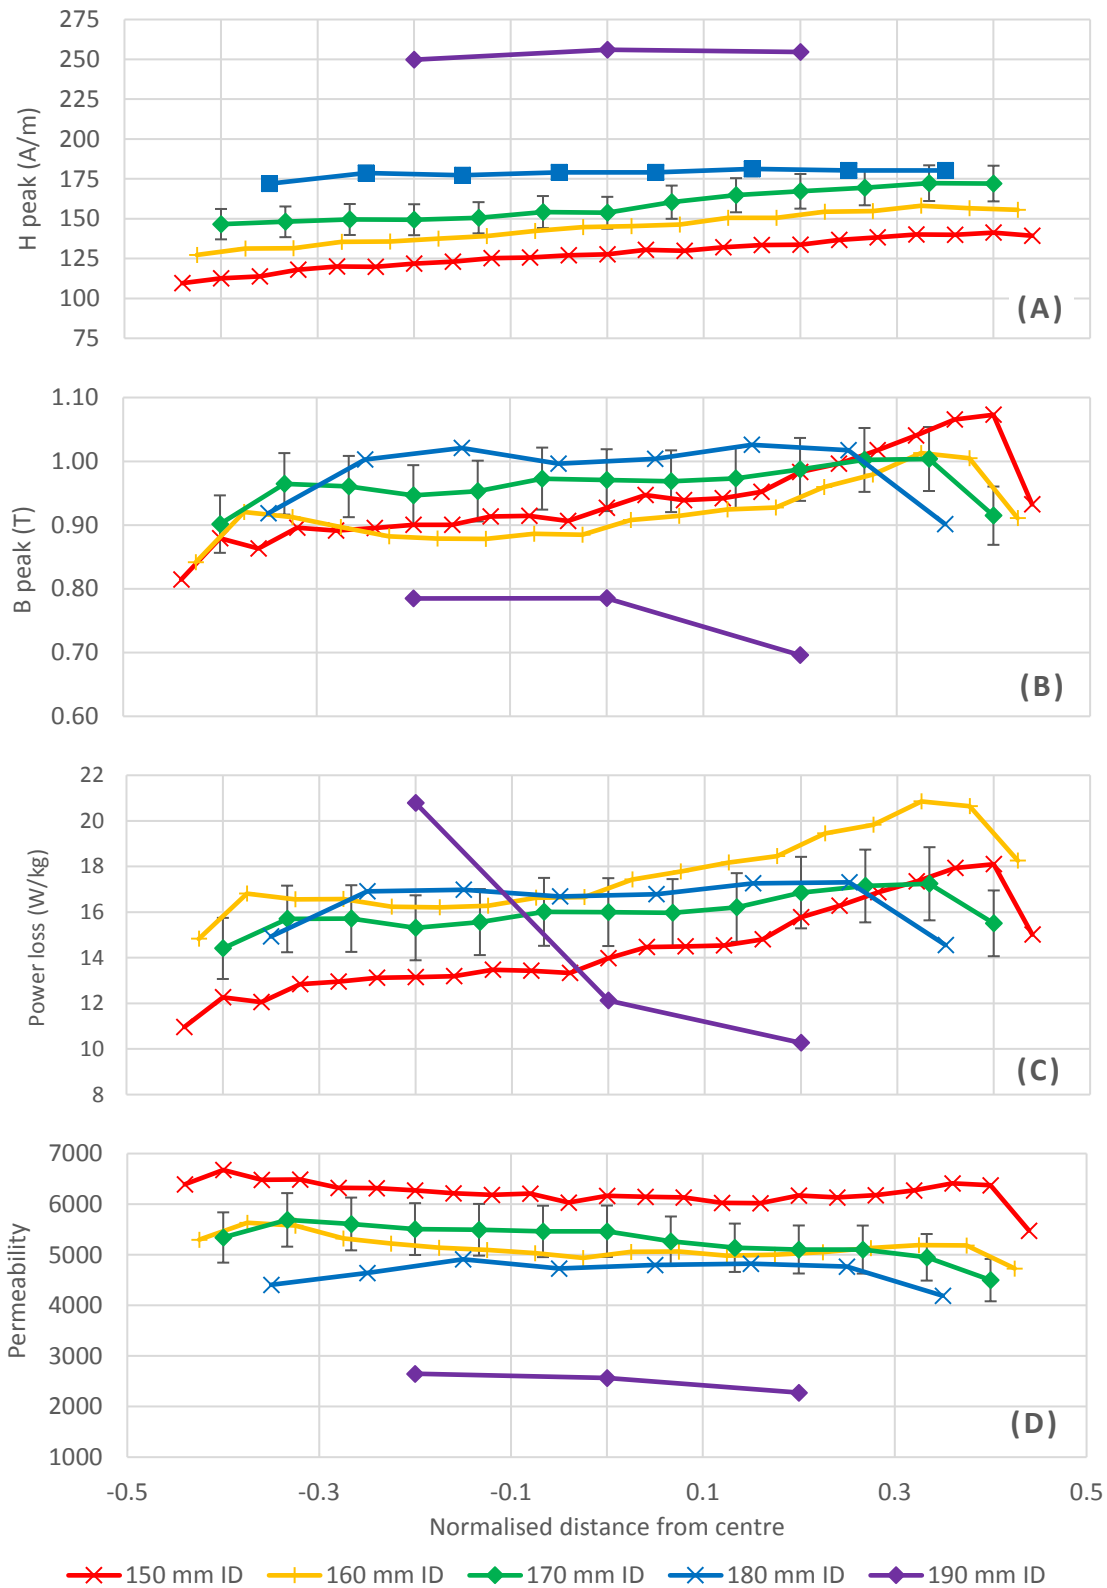 275
250
225
200
175
150
125
100
75
H peak (A/m)
(A)
1.10
1.00
0.90
0.80
0.70
0.60
B peak (T)
(B)
22
20
18
16
14
12
10
8
Power loss (W/kg)
(C)
7000
6000
5000
4000
3000
2000
1000
Permeability
(D)
-0.5 -0.3 -0.1 0.1 0.3 0.5
Normalised distance from centre
150 mm ID 160 mm ID 170 mm ID 180 mm ID 190 mm ID